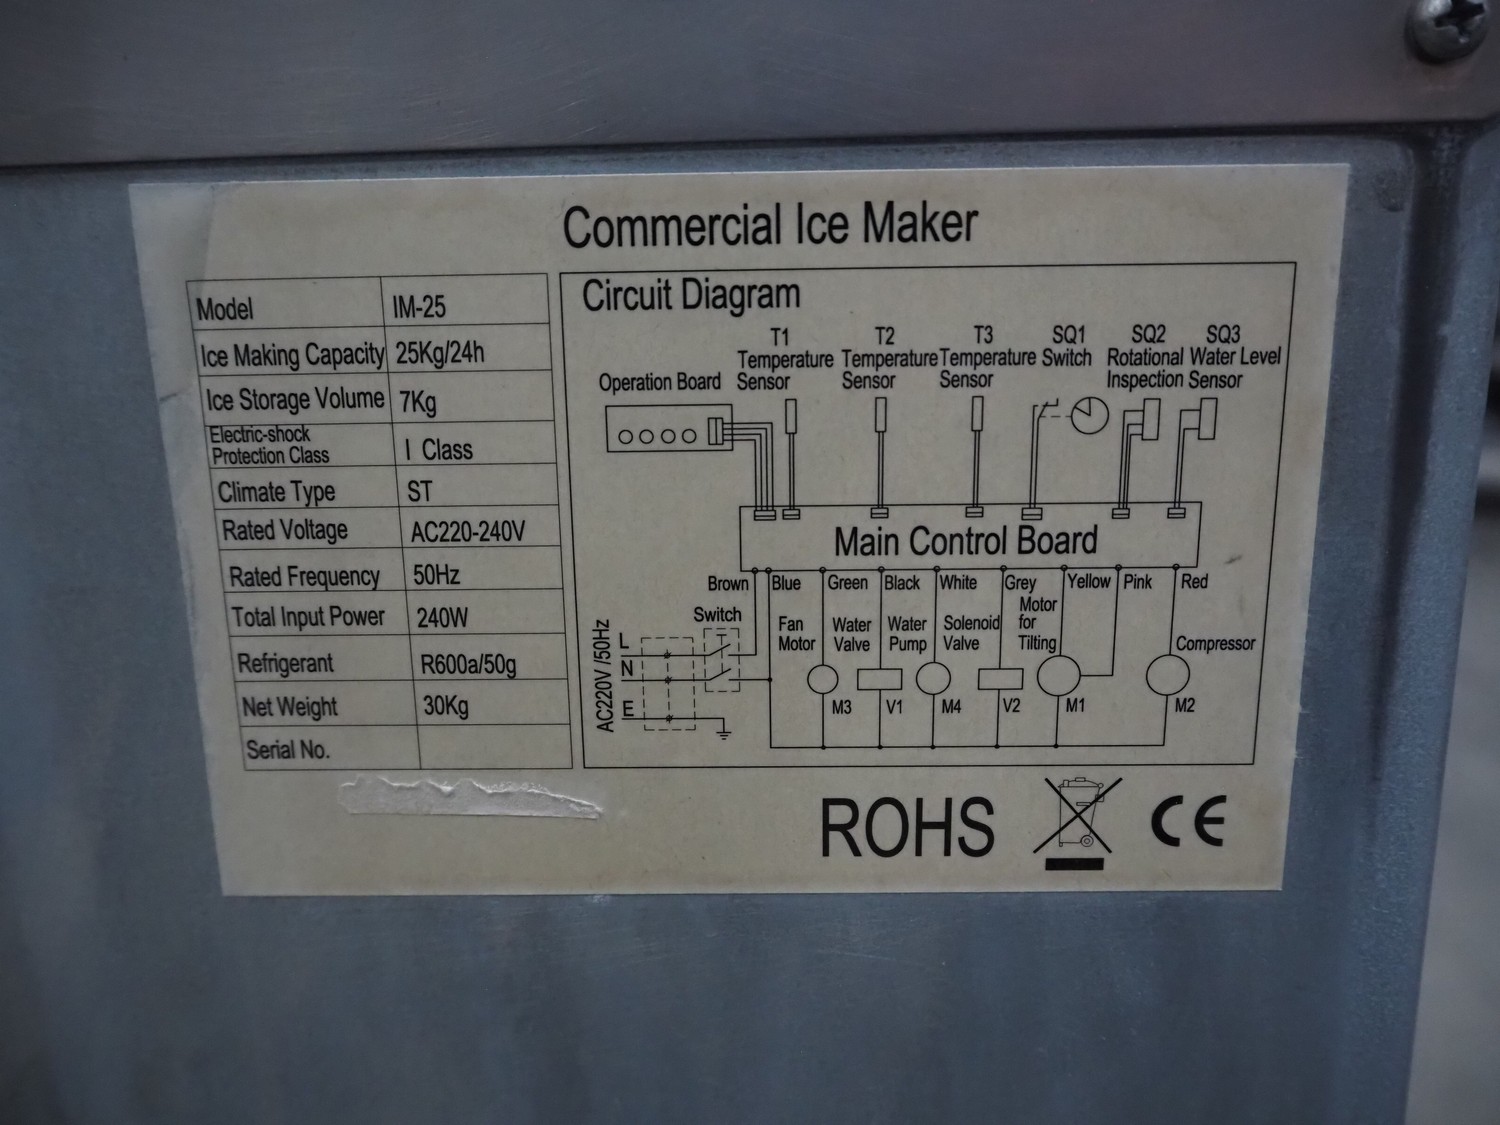 Commercial Ice Maker
Model IM-25
Ice Making Capacity 25Kg/24h
Ice Storage Volume 7Kg
Electric-shock
Protection Class I Class
Climate Type ST
Rated Voltage AC220-240V
Rated Frequency 50Hz
Total Input Power 240W
Refrigerant R600a/50g
Net Weight 30Kg
Serial No.
Circuit Diagram
T1 T2 T3 SQ1 SQ2 SQ3
Temperature Temperature Temperature Switch Rotational Water Level
Operation Board Sensor Sensor Sensor Inspection Sensor
Main Control Board
Brown Blue Green Black White Grey Yellow Pink Red
Switch
Fan
Motor
Water
Valve
Water
Pump
Solenoid
Valve
Motor
for
Tilting
Compressor
AC220V /50Hz
L
N
E
M3 V1 M4 V2 M1 M2
ROHS CE